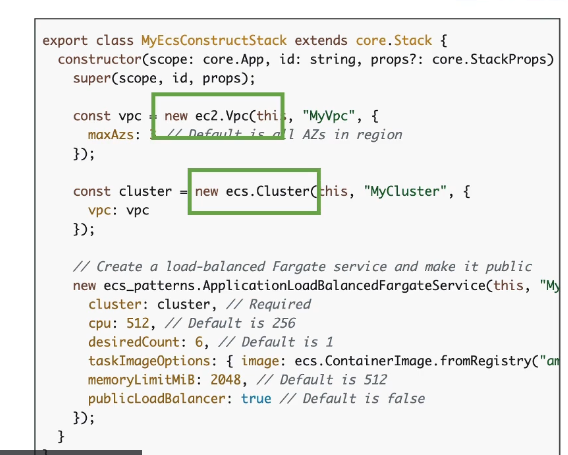 export class MyEcsConstructStack extends core.Stack {
constructor(scope: core.App, id: string, props?: core.StackProps)
super(scope, id, props);
const vpc = new ec2.Vpc(this, "MyVpc", {
maxAzs: // Default is all AZs in region
});
const cluster = new ecs.Cluster(this, "MyCluster", {
vpc: vpc
});
// Create a load-balanced Fargate service and make it public
new ecs_patterns.ApplicationLoadBalancedFargateService(this, "My
cluster: cluster, // Required
cpu: 512, // Default is 256
desiredCount: 6, // Default is 1
taskImageOptions: { image: ecs.ContainerImage.fromRegistry("am
memoryLimitMiB: 2048, // Default is 512
publicLoadBalancer: true // Default is false
});
}